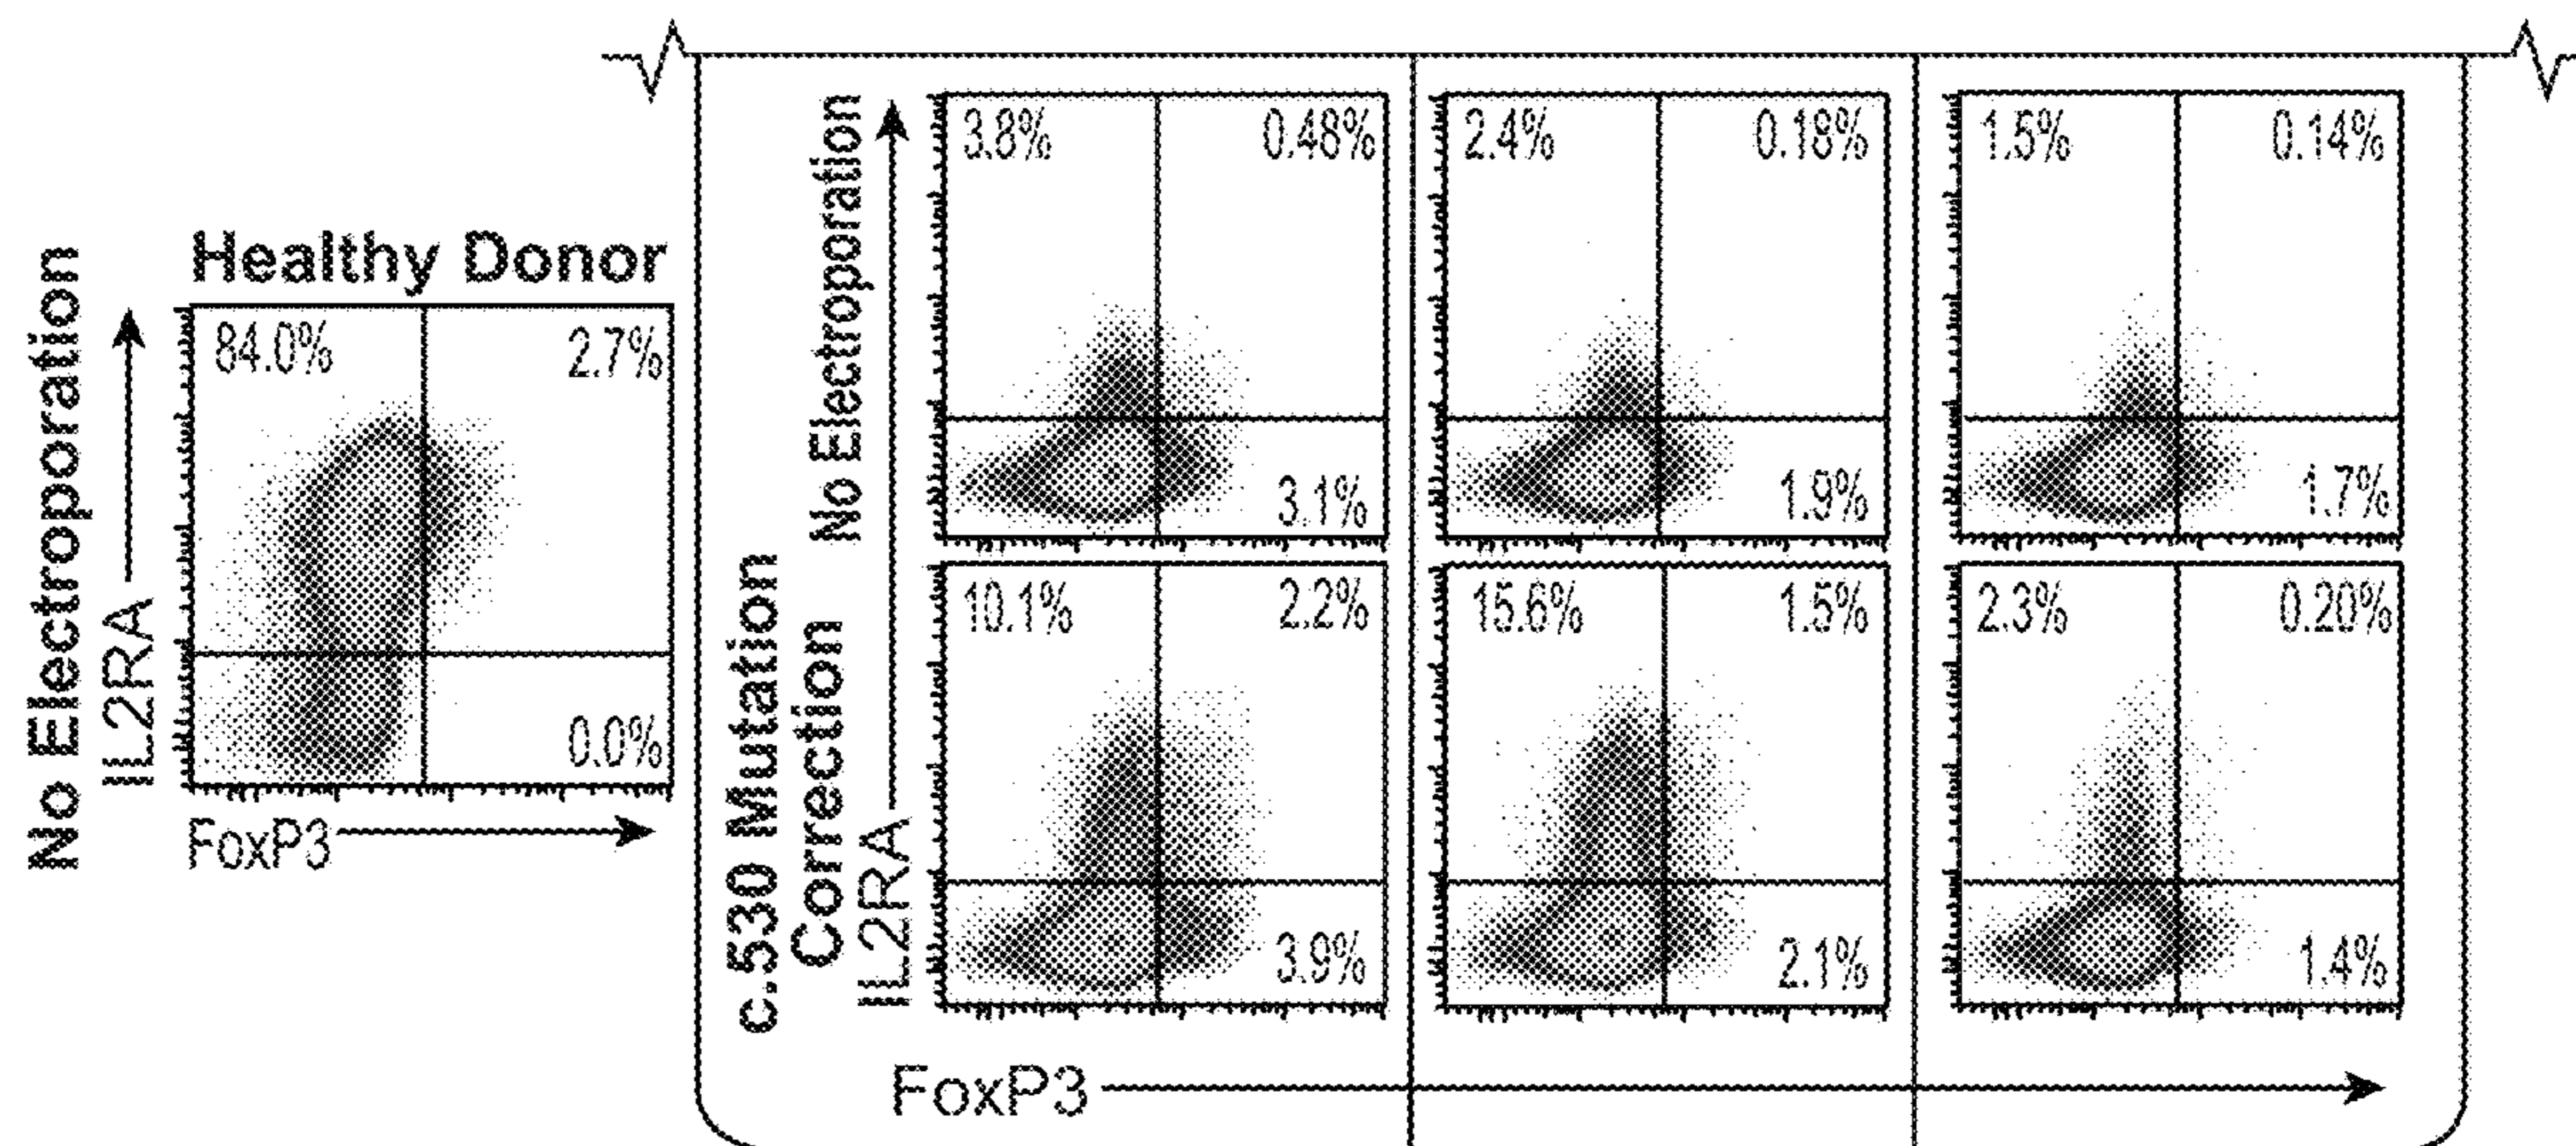 No Electroporation
IL2RA
Healthy Donor
84.0% 2.7%
0.0%
FoxP3
c.530 Mutation
Correction
No Electroporation
IL2RA
3.8% 0.48%
3.1%
2.4% 0.18%
1.9%
1.5% 0.14%
1.7%
10.1% 2.2%
3.9%
15.6% 1.5%
2.1%
2.3% 0.20%
1.4%
FoxP3